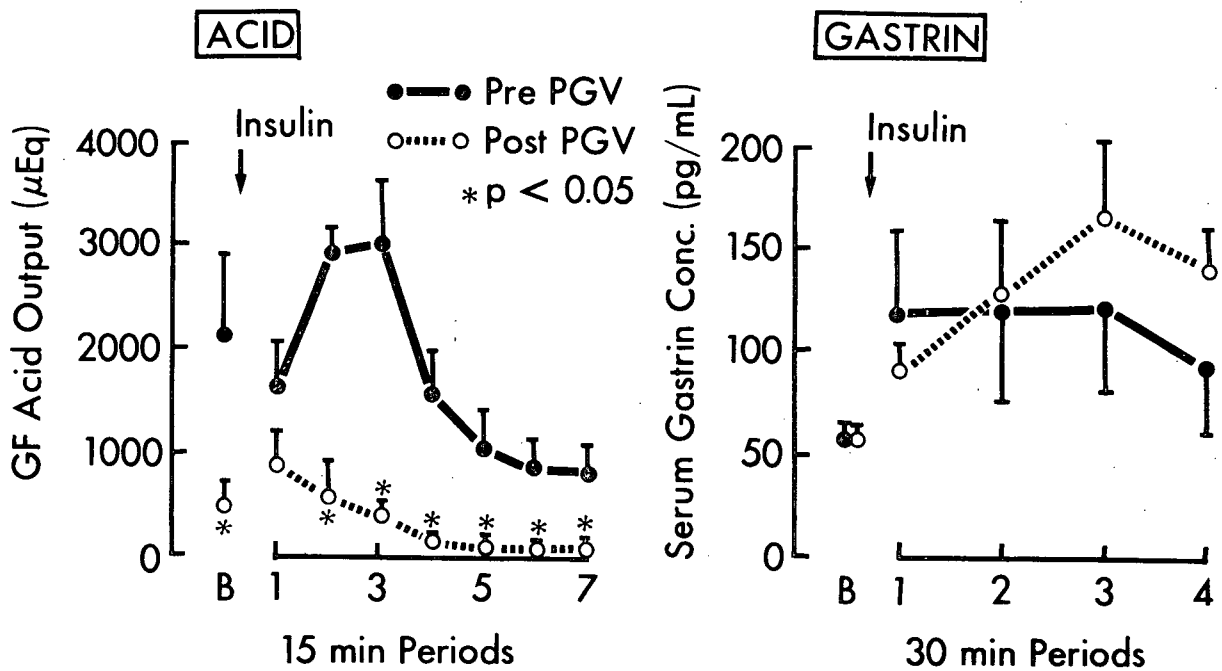 ACID
Pre PGV
Post PGV
* p < 0.05
Insulin
GF Acid Output (μEq)
4000
3000
2000
1000
0
B 1 3 5 7
* * * * * * *
15 min Periods
GASTRIN
Insulin
Serum Gastrin Conc. (pg/mL)
200
150
100
50
0
B 1 2 3 4
30 min Periods